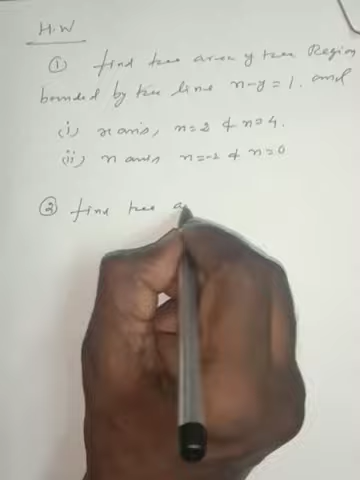 H.W
① find the area of the Region
bounded by the line x-y=1. and
(i) x axis, x=2 & x=4.
(ii) x axis x=-2 & x=0
② find the a